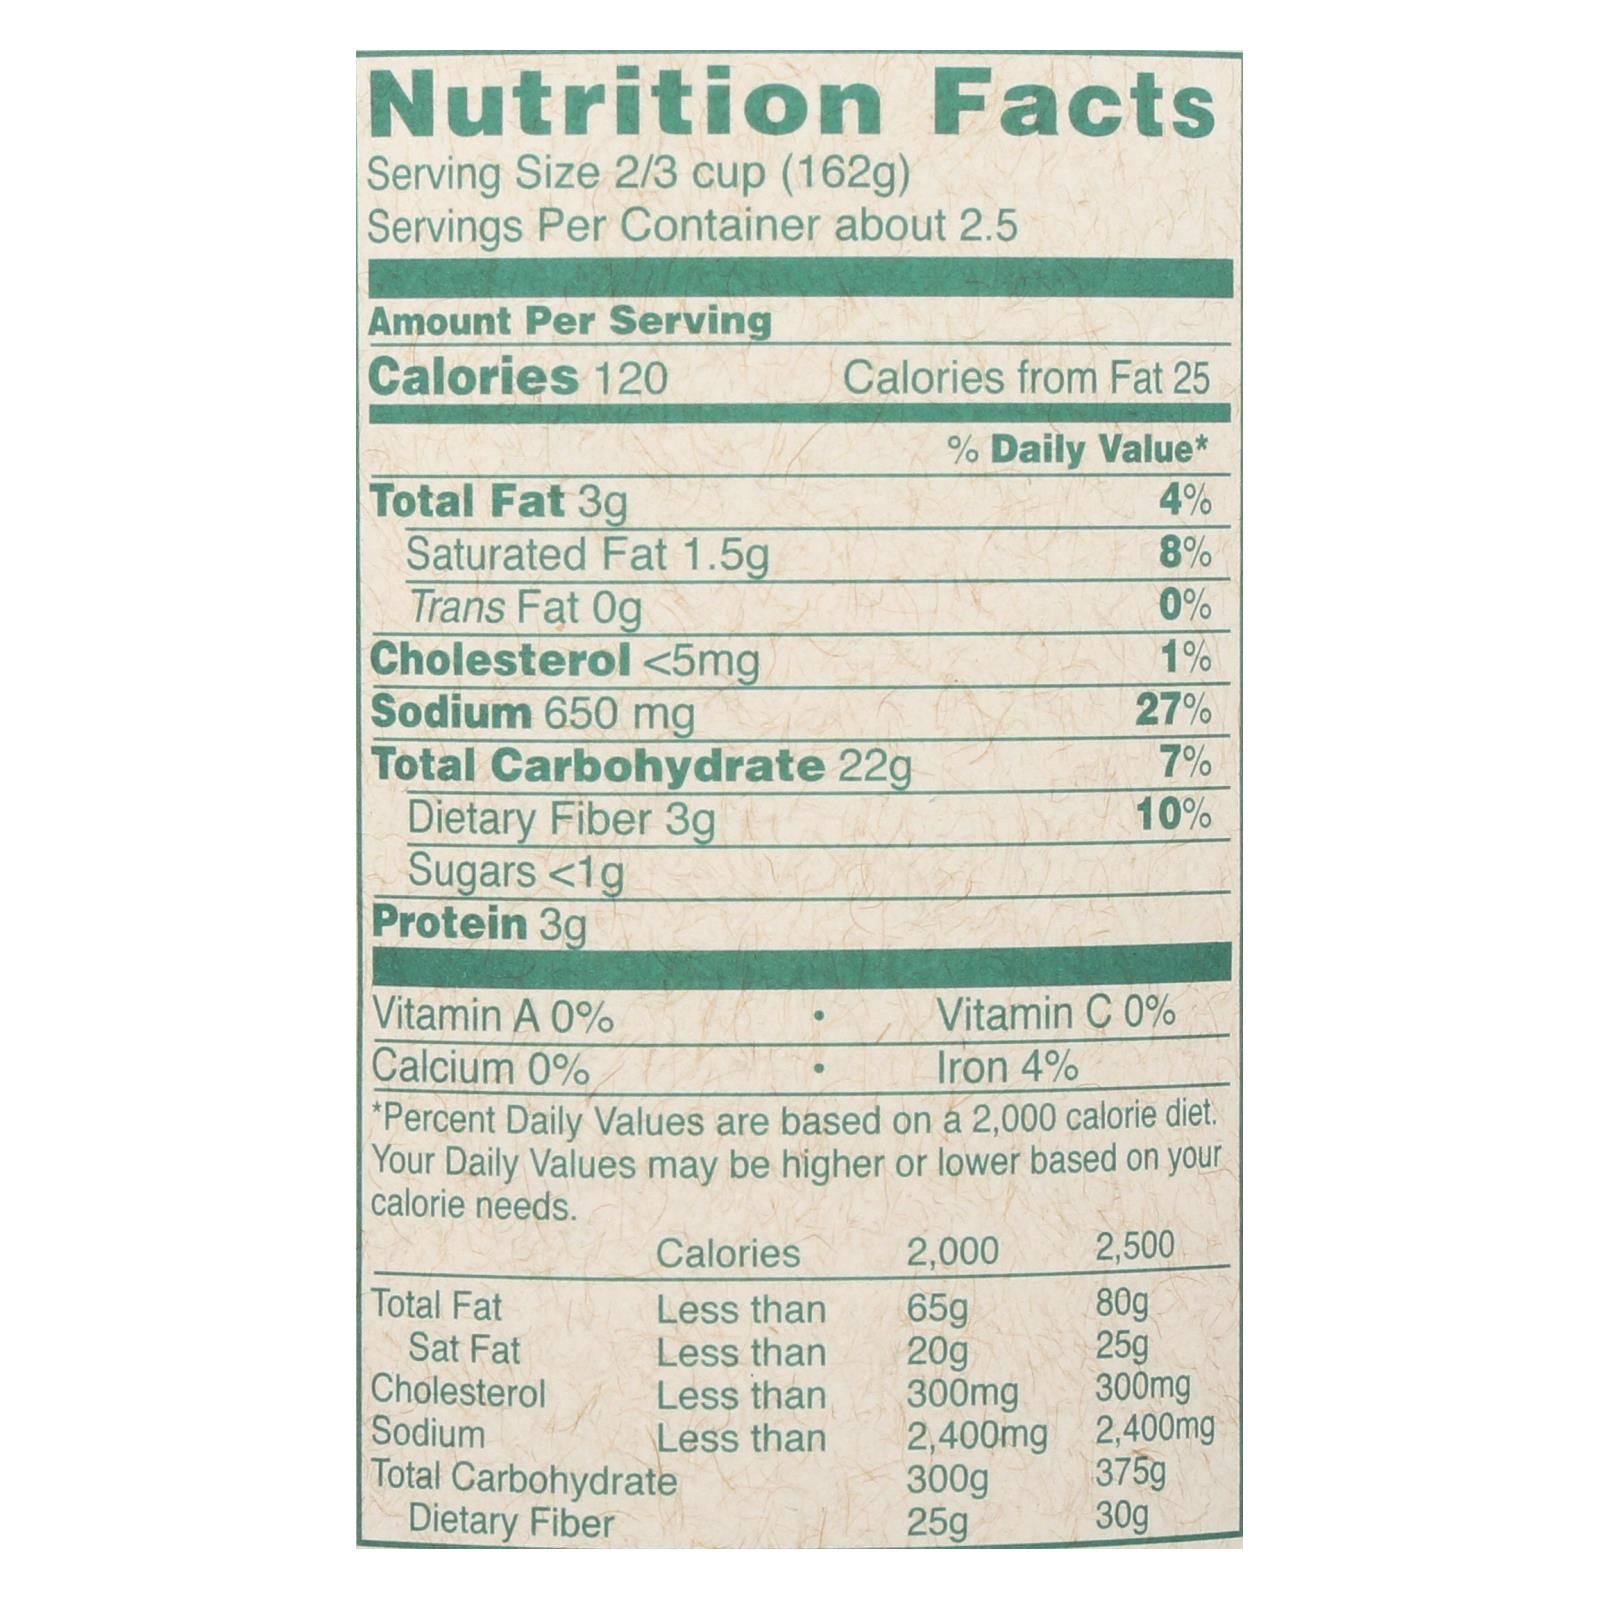 Nutrition Facts
Serving Size 2/3 cup (162g)
Servings Per Container about 2.5
Amount Per Serving
Calories 120 Calories from Fat 25
% Daily Value*
Total Fat 3g 4%
Saturated Fat 1.5g 8%
Trans Fat 0g 0%
Cholesterol <5mg 1%
Sodium 650 mg 27%
Total Carbohydrate 22g 7%
Dietary Fiber 3g 10%
Sugars <1g
Protein 3g
Vitamin A 0% • Vitamin C 0%
Calcium 0% • Iron 4%
*Percent Daily Values are based on a 2,000 calorie diet.
Your Daily Values may be higher or lower based on your
calorie needs.
Calories 2,000 2,500
Total Fat Less than 65g 80g
Sat Fat Less than 20g 25g
Cholesterol Less than 300mg 300mg
Sodium Less than 2,400mg 2,400mg
Total Carbohydrate 300g 375g
Dietary Fiber 25g 30g